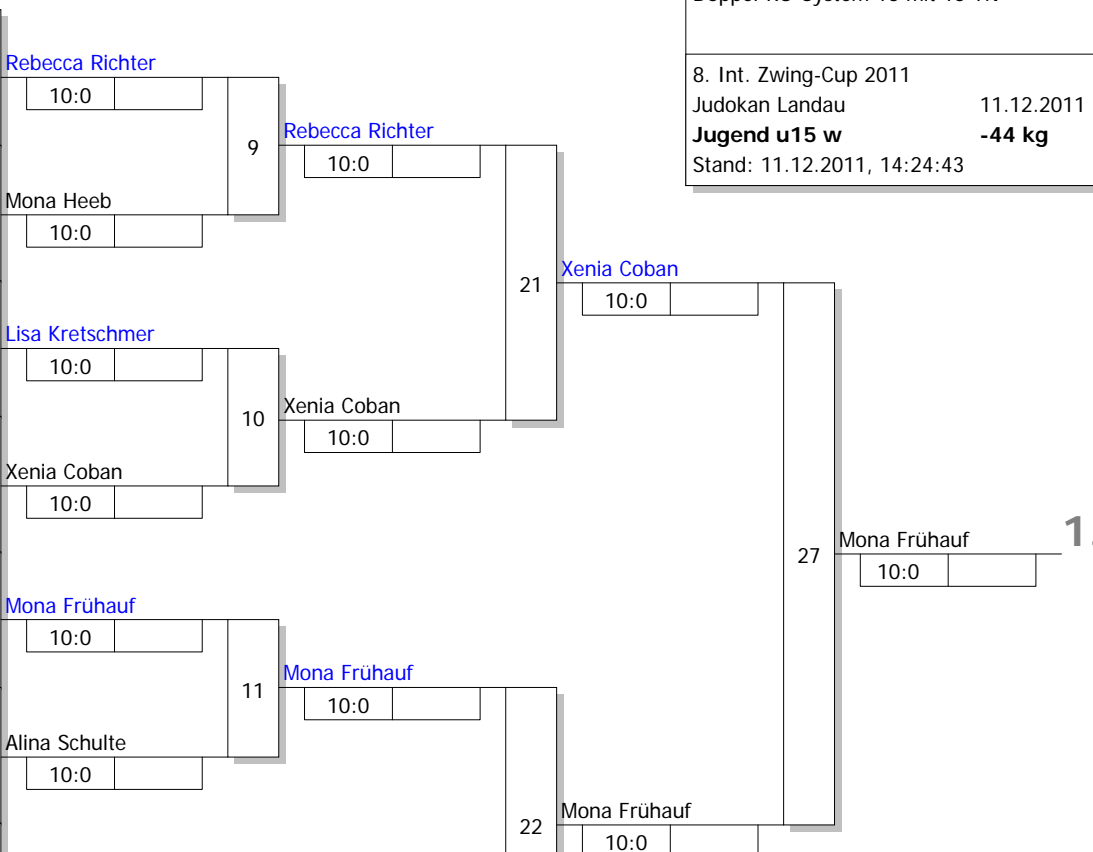 8. Int. Zwing-Cup 2011
Judokan Landau 11.12.2011
Jugend u15 w -44 kg
Stand: 11.12.2011, 14:24:43
Rebecca Richter
10:0
9
Rebecca Richter
10:0
Mona Heeb
10:0
21
Xenia Coban
10:0
Lisa Kretschmer
10:0
10
Xenia Coban
10:0
Xenia Coban
10:0
27
Mona Frühauf
10:0
1.
Mona Frühauf
10:0
11
Mona Frühauf
10:0
Alina Schulte
10:0
22
Mona Frühauf
10:0